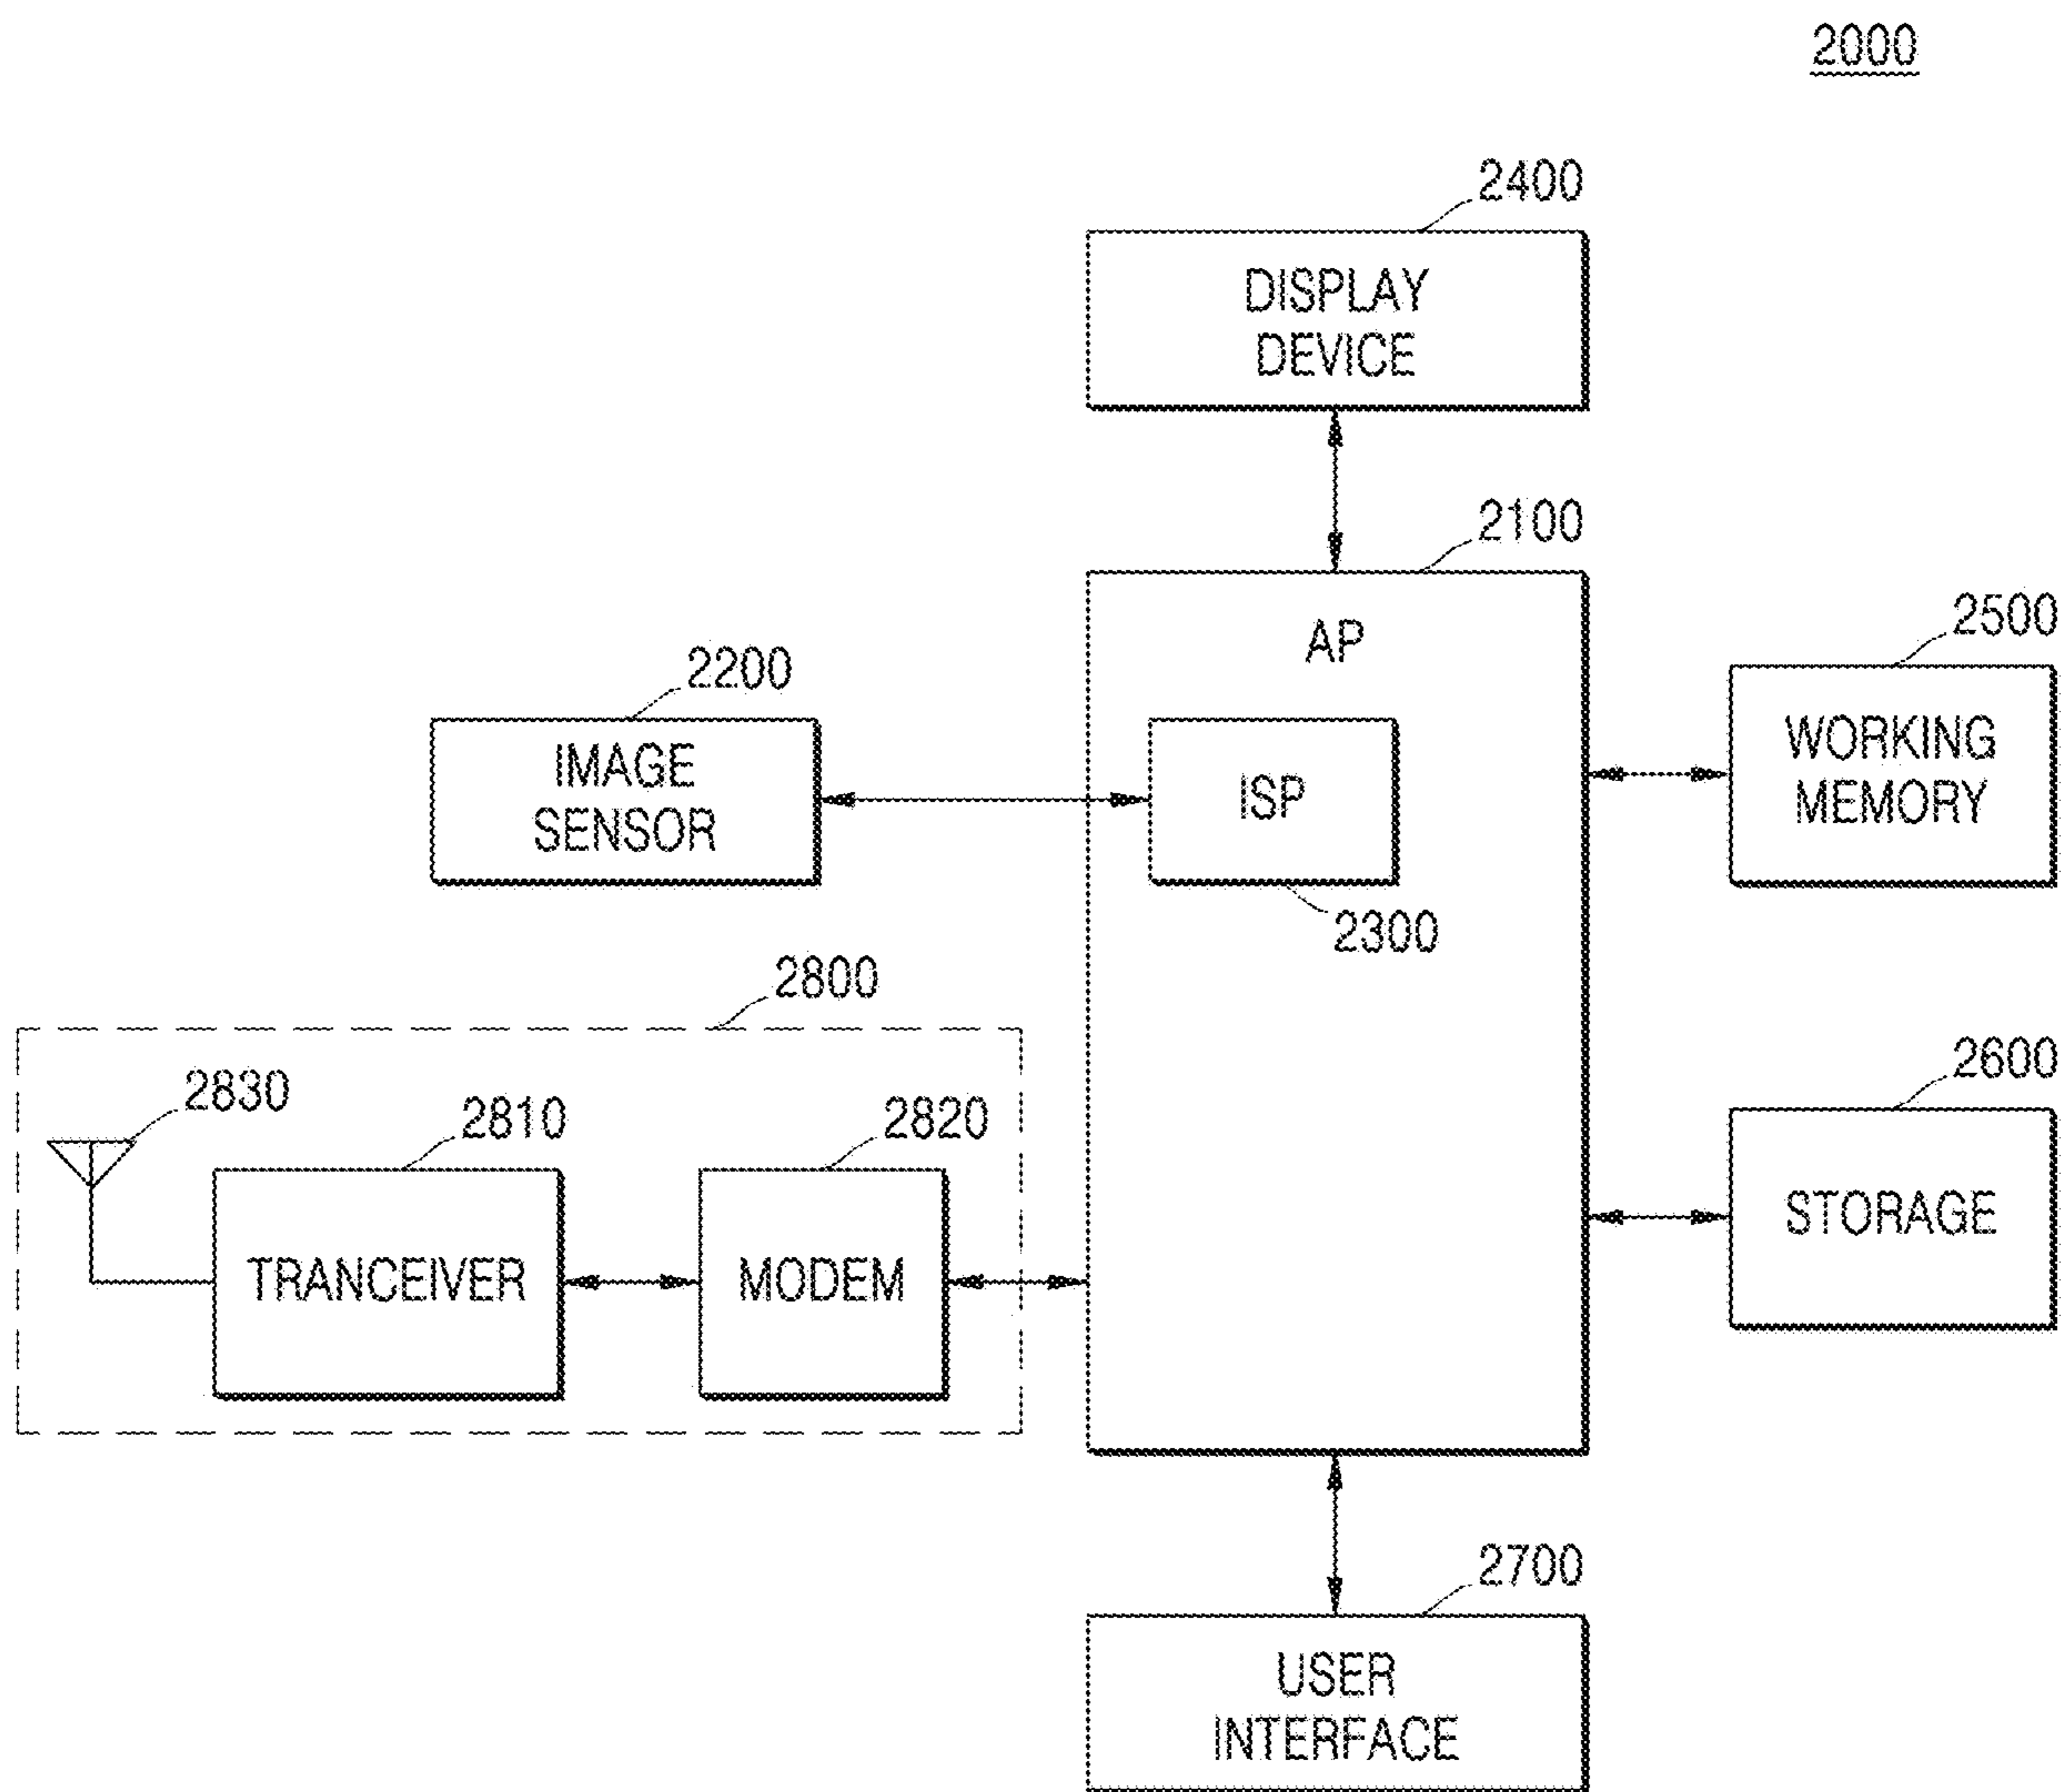 2000
2400
DISPLAY
DEVICE
2100
AP
2500
WORKING
MEMORY
2200
IMAGE
SENSOR
ISP
2300
2800
2600
STORAGE
2830
2810
2820
TRANCEIVER
MODEM
2700
USER
INTERFACE